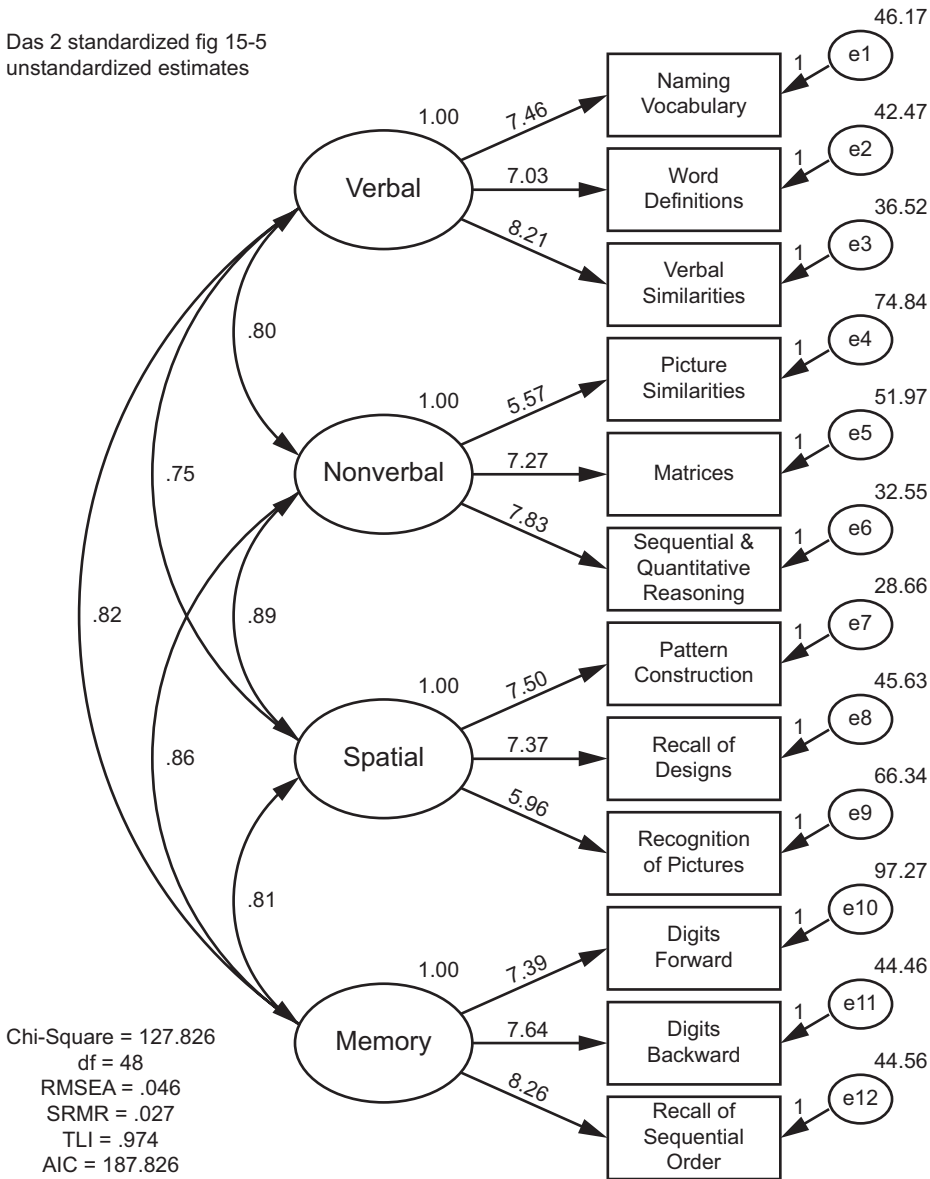 Das 2 standardized fig 15-5
unstandardized estimates
46.17
e1
1
Naming
Vocabulary
7.46
1.00
Verbal
42.47
e2
1
Word
Definitions
7.03
36.52
e3
1
Verbal
Similarities
8.21
74.84
e4
1
Picture
Similarities
5.57
.80
1.00
Nonverbal
51.97
e5
1
Matrices
7.27
.75
32.55
e6
1
Sequential &
Quantitative
Reasoning
7.83
28.66
e7
1
Pattern
Construction
7.50
.82
.89
1.00
Spatial
45.63
e8
1
Recall of
Designs
7.37
.86
66.34
e9
1
Recognition
of Pictures
5.96
97.27
e10
1
Digits
Forward
7.39
.81
1.00
Memory
44.46
e11
1
Digits
Backward
7.64
44.56
e12
1
Recall of
Sequential
Order
8.26
Chi-Square = 127.826
df = 48
RMSEA = .046
SRMR = .027
TLI = .974
AIC = 187.826